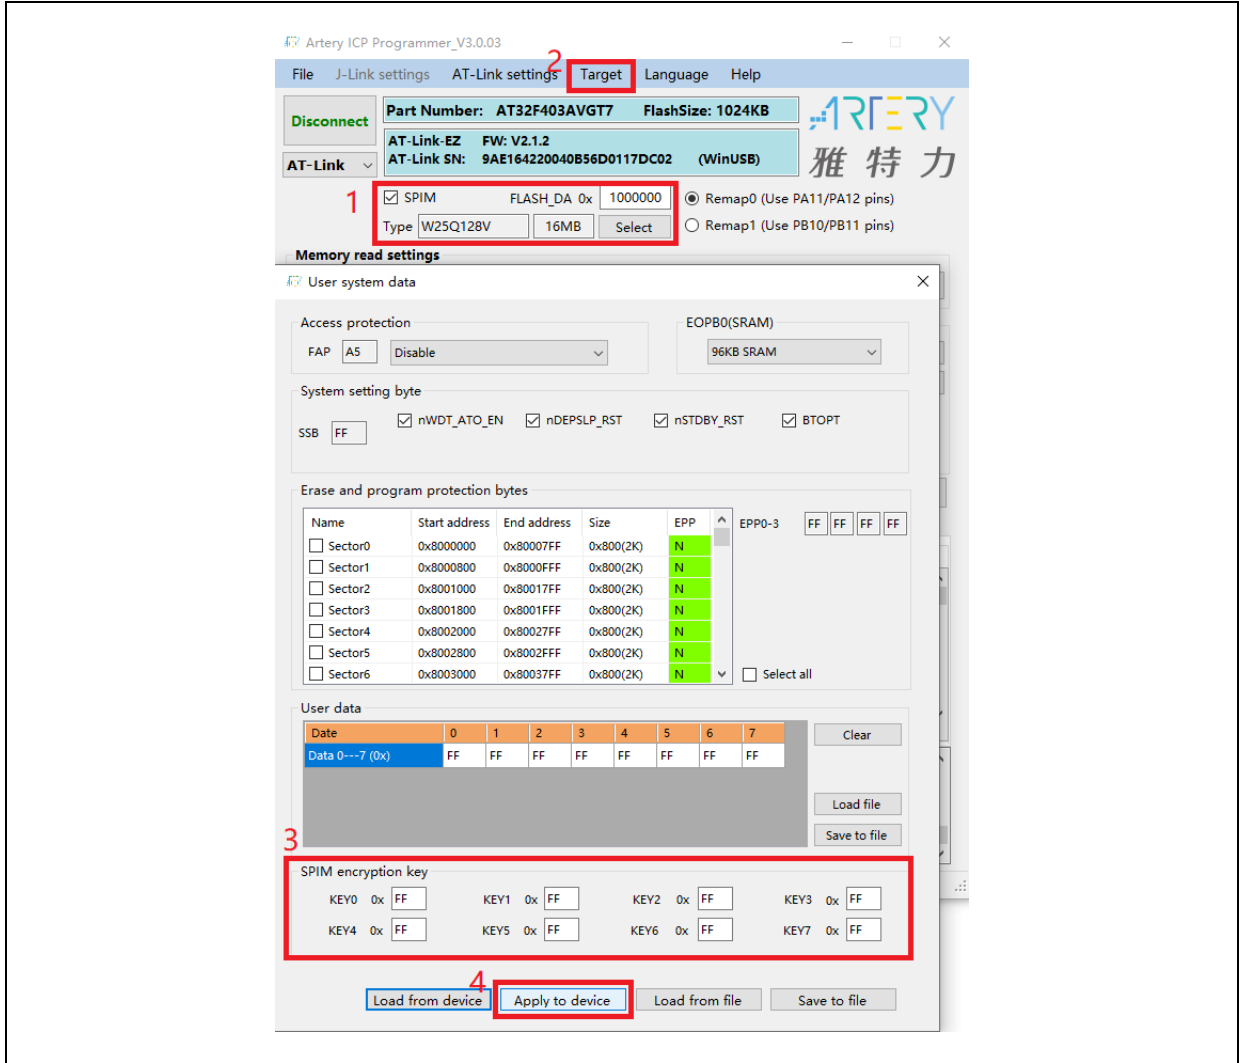 Artery ICP Programmer_V3.0.03
2
File J-Link settings AT-Link settings Target Language Help
Disconnect
Part Number: AT32F403AVGT7 FlashSize: 1024KB
ARTERY
AT-Link-EZ FW: V2.1.2
AT-Link AT-Link SN: 9AE164220040B56D0117DC02 (WinUSB)
雅特力
1
SPIM FLASH_DA 0x 1000000 Remap0 (Use PA11/PA12 pins)
Type W25Q128V 16MB Select Remap1 (Use PB10/PB11 pins)
Memory read settings
User system data
Access protection EOPB0(SRAM)
FAP A5 Disable 96KB SRAM
System setting byte
nWDT_ATO_EN nDEPSLP_RST nSTDBY_RST BTOPT
SSB FF
Erase and program protection bytes
Name Start address End address Size EPP EPP0-3 FF FF FF FF
Sector0 0x8000000 0x80007FF 0x800(2K) N
Sector1 0x8000800 0x8000FFF 0x800(2K) N
Sector2 0x8001000 0x80017FF 0x800(2K) N
Sector3 0x8001800 0x8001FFF 0x800(2K) N
Sector4 0x8002000 0x80027FF 0x800(2K) N
Sector5 0x8002800 0x8002FFF 0x800(2K) N
Sector6 0x8003000 0x80037FF 0x800(2K) N Select all
User data
Date 0 1 2 3 4 5 6 7 Clear
Data 0---7 (0x) FF FF FF FF FF FF FF FF
Load file
Save to file
3
SPIM encryption key
KEY0 0x FF KEY1 0x FF KEY2 0x FF KEY3 0x FF
KEY4 0x FF KEY5 0x FF KEY6 0x FF KEY7 0x FF
4
Load from device Apply to device Load from file Save to file